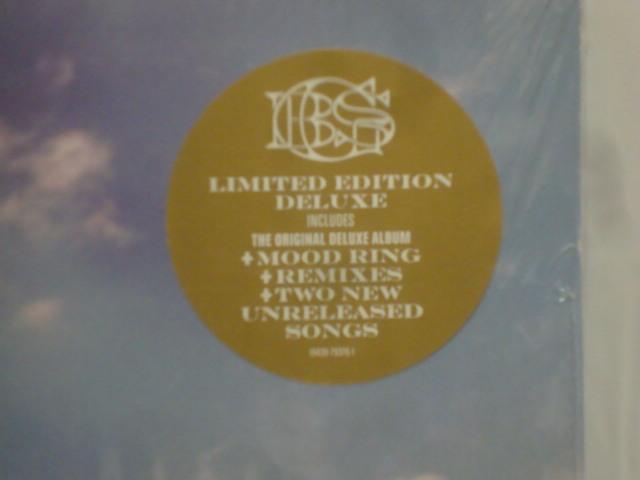 LIMITED EDITION
DELUXE
INCLUDES
THE ORIGINAL DELUXE ALBUM
+MOOD RING
+REMIXES
+TWO NEW
UNRELEASED
SONGS